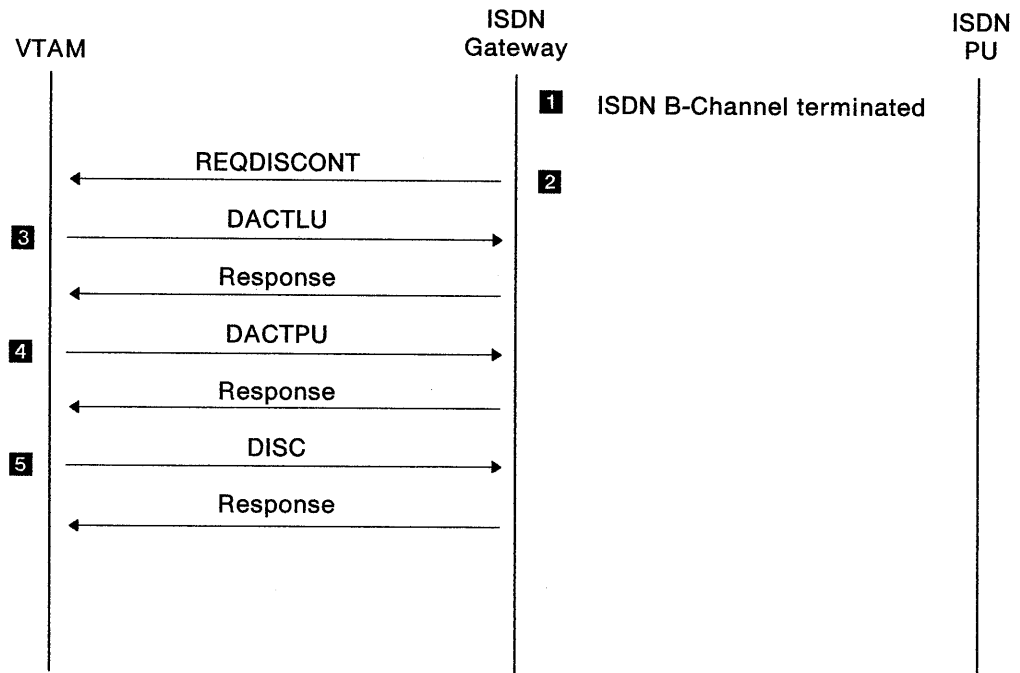 VTAM
ISDN
Gateway
ISDN
PU
1 ISDN B-Channel terminated
REQDISCONT
2
3 DACTLU
Response
4 DACTPU
Response
5 DISC
Response